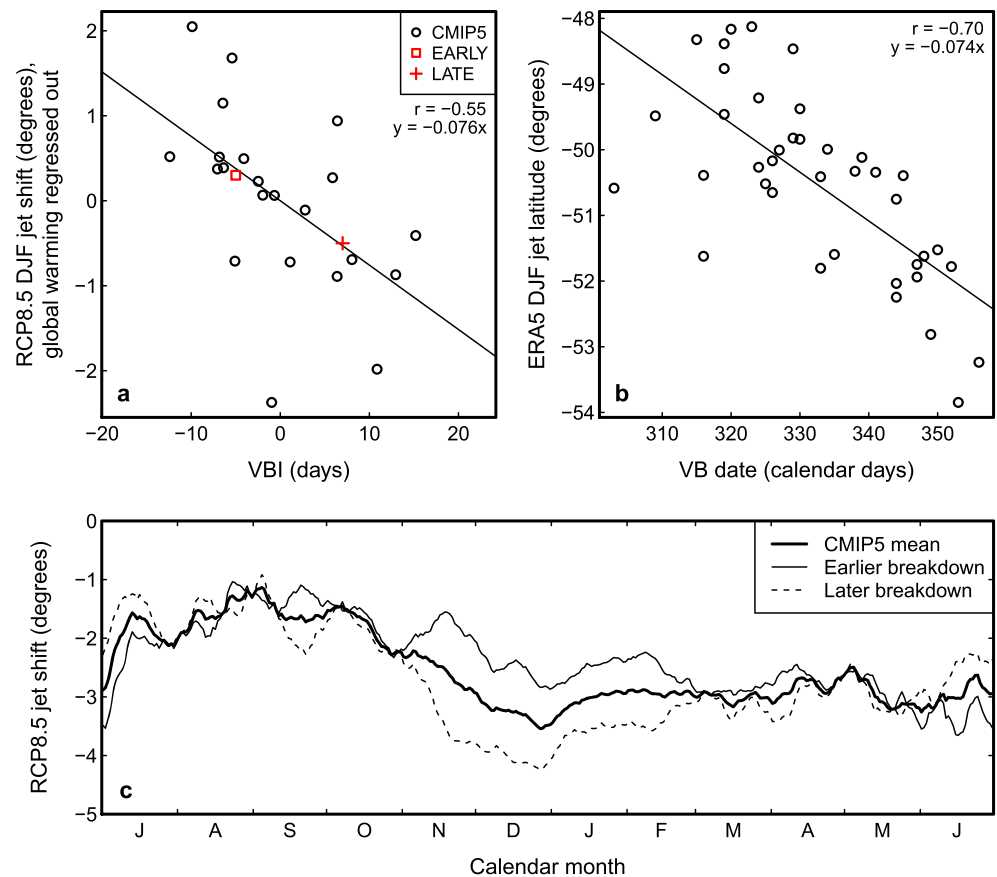 RCP8.5 DJF jet shift (degrees),
global warming regressed out
2
1
0
−1
−2
CMIP5
EARLY
LATE
r = −0.55
y = −0.076x
a
−20
−10
0
10
20
VBI (days)
ERA5 DJF jet latitude (degrees)
−48
−49
−50
−51
−52
−53
−54
r = −0.70
y = −0.074x
b
310
320
330
340
350
VB date (calendar days)
RCP8.5 jet shift (degrees)
0
−1
−2
−3
−4
−5
CMIP5 mean
Earlier breakdown
Later breakdown
c
J
A
S
O
N
D
J
F
M
A
M
J
Calendar month